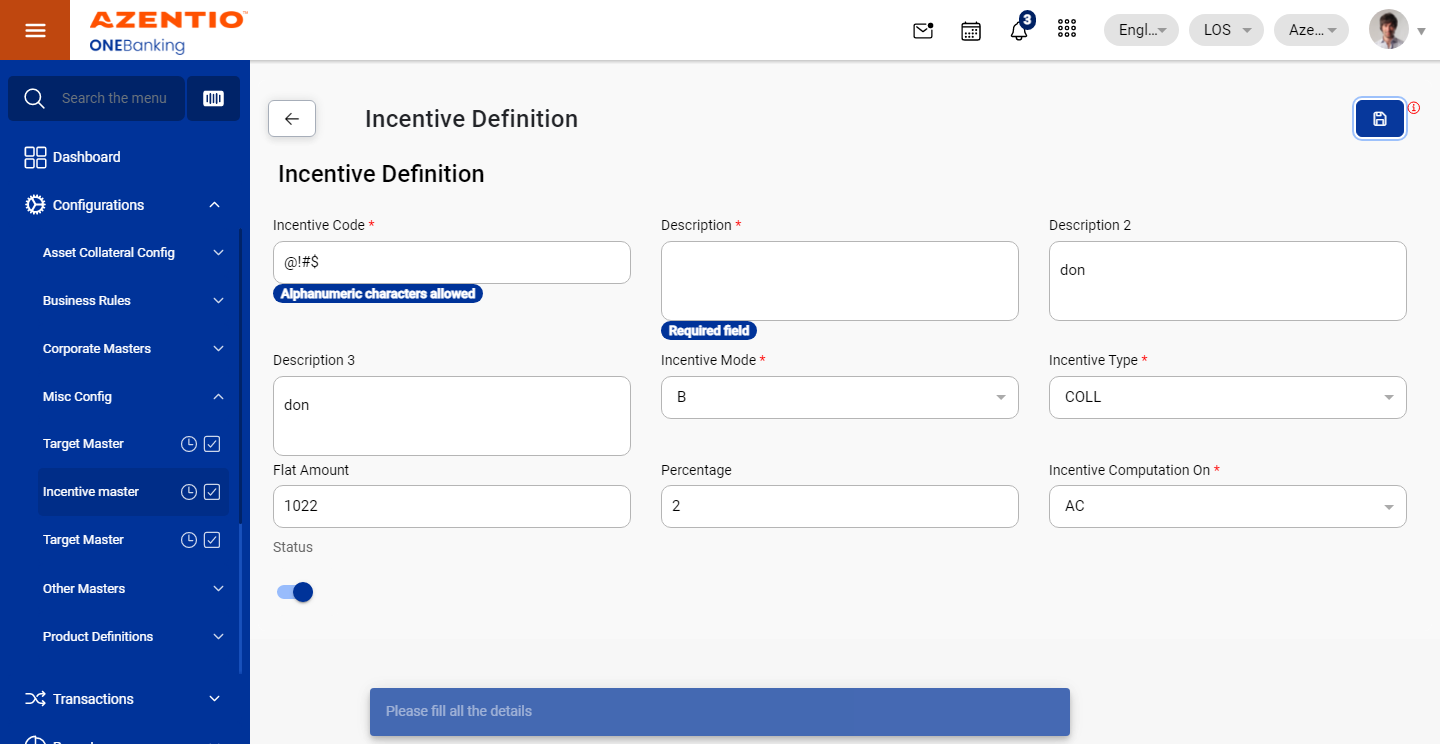 AZENTIO™
ONEBanking
3
Engl...
LOS
Aze...
Search the menu
Dashboard
Configurations
Asset Collateral Config
Business Rules
Corporate Masters
Misc Config
Target Master
Incentive master
Target Master
Other Masters
Product Definitions
Transactions
Incentive Definition
Incentive Definition
Incentive Code *
@!#$
Alphanumeric characters allowed
Description *
Required field
Description 2
don
Description 3
don
Incentive Mode *
B
Incentive Type *
COLL
Flat Amount
1022
Percentage
2
Incentive Computation On *
AC
Status
Please fill all the details